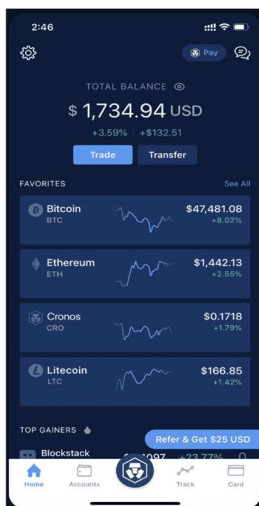 2:46
Pay
TOTAL BALANCE
$ 1,734.94 USD
+3.59% +$132.51
Trade Transfer
FAVORITES See All
Bitcoin $47,481.08
BTC +8.02%
Ethereum $1,442.13
ETH +2.55%
Cronos $0.1718
CRO +1.79%
Litecoin $166.85
LTC +1.42%
TOP GAINERS
Refer & Get $25 USD
Blockstack +23.77%
Home Accounts Track Card